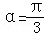 α = π/3